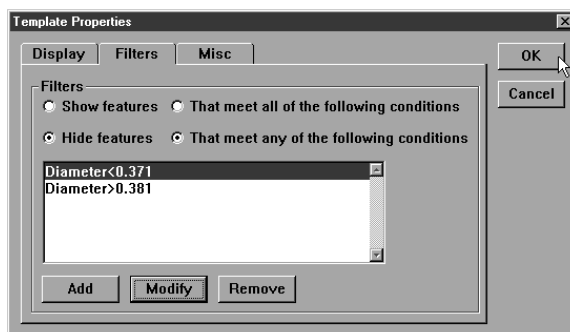 Template Properties
Display Filters Misc
OK
Cancel
Filters
Show features That meet all of the following conditions
Hide features That meet any of the following conditions
Diameter<0.371
Diameter>0.381
Add Modify Remove